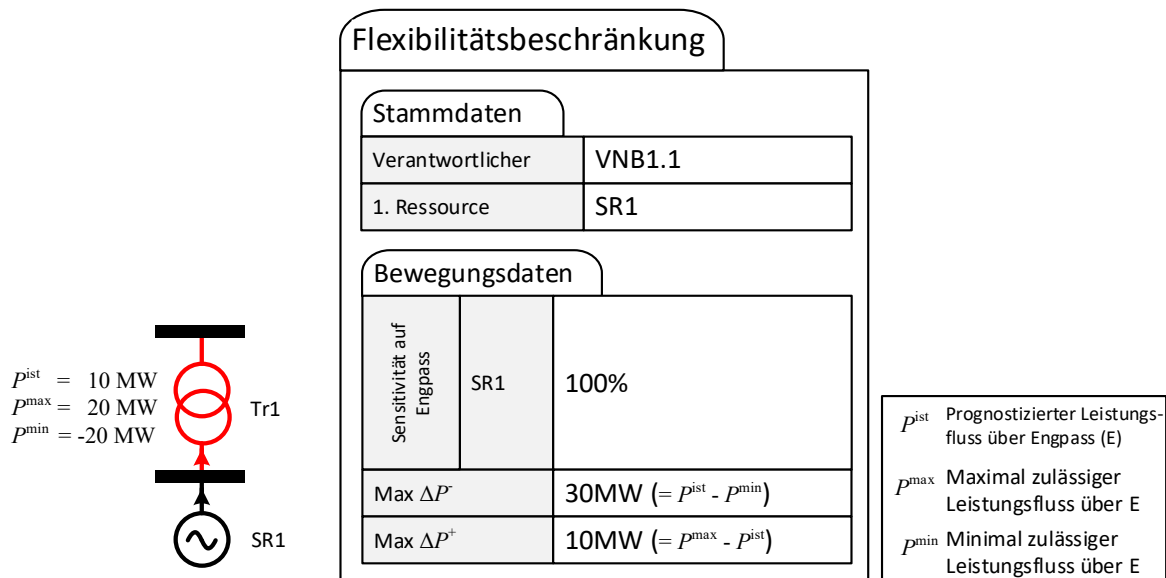 Flexibilitätsbeschränkung
Stammdaten
Verantwortlicher VNB1.1
1. Ressource SR1
Bewegungsdaten
Sensitivität auf
Engpass
SR1 100%
Max ΔP⁻ 30MW (= Pⁱˢᵗ - Pᵐⁱⁿ)
Max ΔP⁺ 10MW (= Pᵐᵃˣ - Pⁱˢᵗ)
Pⁱˢᵗ = 10 MW
Pᵐᵃˣ = 20 MW
Pᵐⁱⁿ = -20 MW
Tr1
SR1
Pⁱˢᵗ Prognostizierter Leistungs-
fluss über Engpass (E)
Pᵐᵃˣ Maximal zulässiger
Leistungsfluss über E
Pᵐⁱⁿ Minimal zulässiger
Leistungsfluss über E